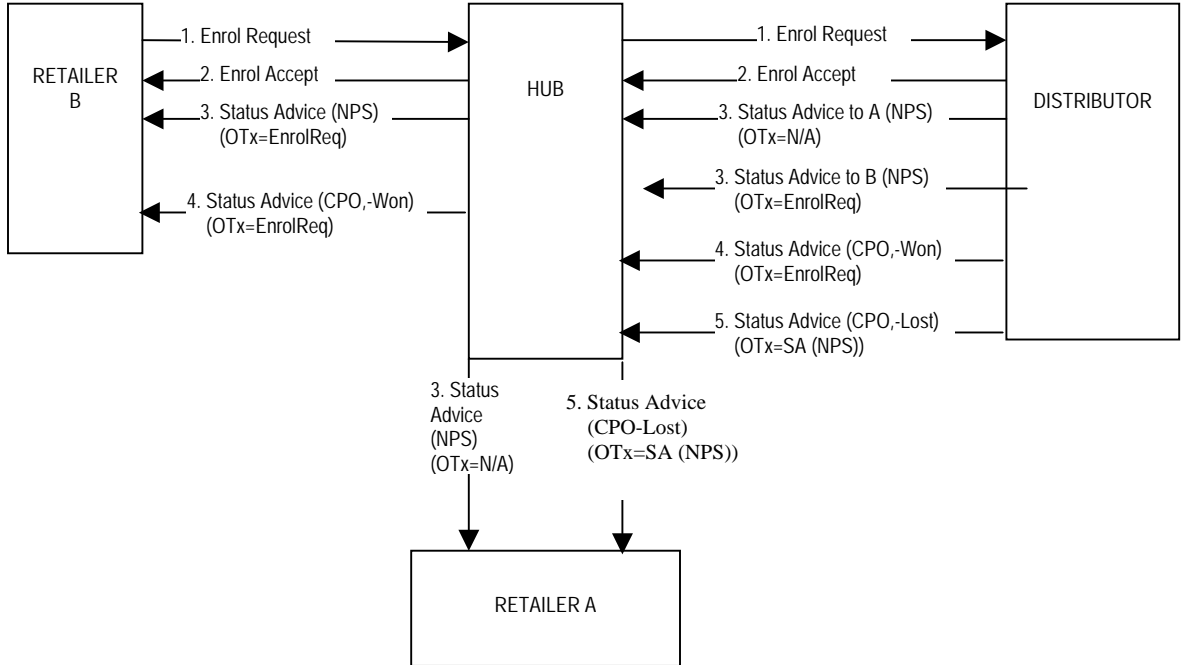 RETAILER
B
1. Enrol Request
2. Enrol Accept
3. Status Advice (NPS)
(OTx=EnrolReq)
4. Status Advice (CPO,-Won)
(OTx=EnrolReq)
HUB
1. Enrol Request
2. Enrol Accept
3. Status Advice to A (NPS)
(OTx=N/A)
3. Status Advice to B (NPS)
(OTx=EnrolReq)
4. Status Advice (CPO,-Won)
(OTx=EnrolReq)
5. Status Advice (CPO,-Lost)
(OTx=SA (NPS))
DISTRIBUTOR
3. Status
Advice
(NPS)
(OTx=N/A)
5. Status Advice
(CPO-Lost)
(OTx=SA (NPS))
RETAILER A